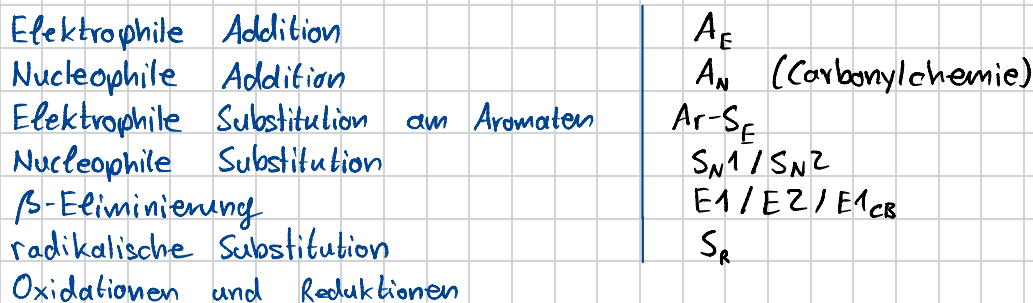 Elektrophile Addition A_E
Nucleophile Addition A_N (Carbonylchemie)
Elektrophile Substitution am Aromaten Ar-S_E
Nucleophile Substitution S_N1 / S_N2
β-Eliminierung E1 / E2 / E1_CB
radikalische Substitution S_R
Oxidationen und Reduktionen